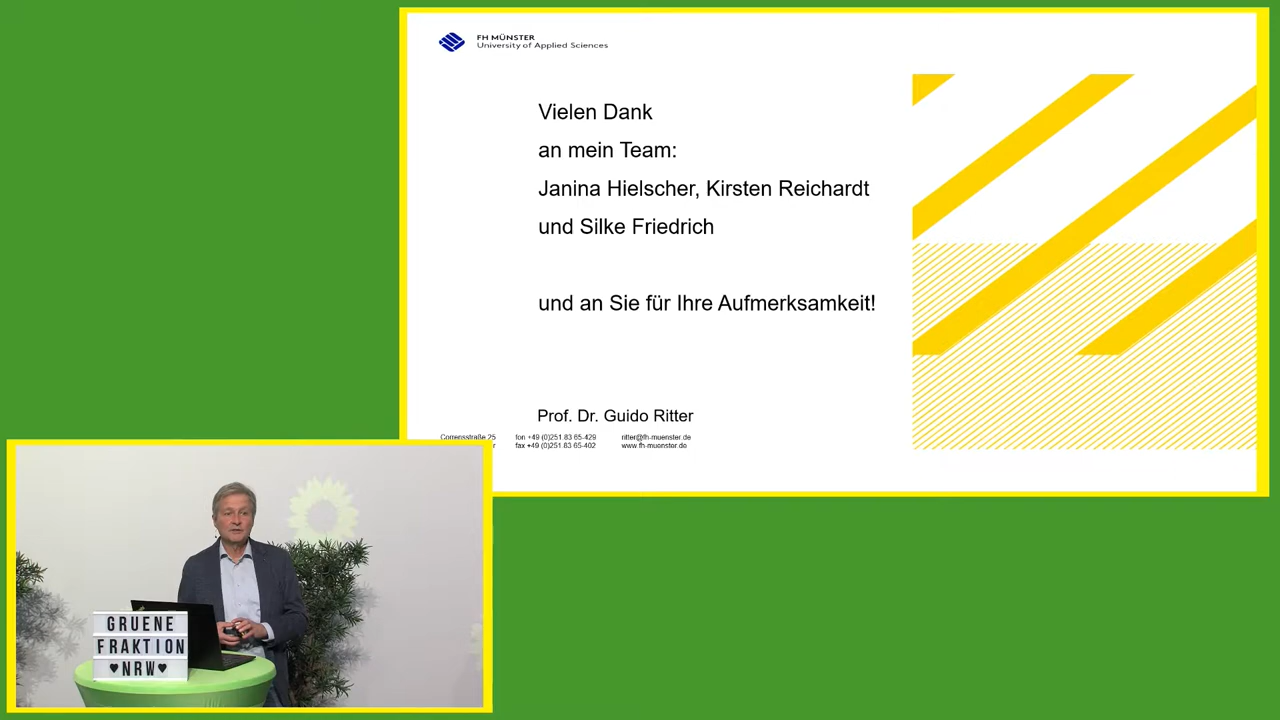 FH MÜNSTER
University of Applied Sciences
Vielen Dank
an mein Team:
Janina Hielscher, Kirsten Reichardt
und Silke Friedrich
und an Sie für Ihre Aufmerksamkeit!
Prof. Dr. Guido Ritter
Corrensstraße 25 fon +49 (0)251.83 65-429 ritter@fh-muenster.de
fax +49 (0)251.83 65-402 www.fh-muenster.de
GRUENE
FRAKTION
♥NRW♥